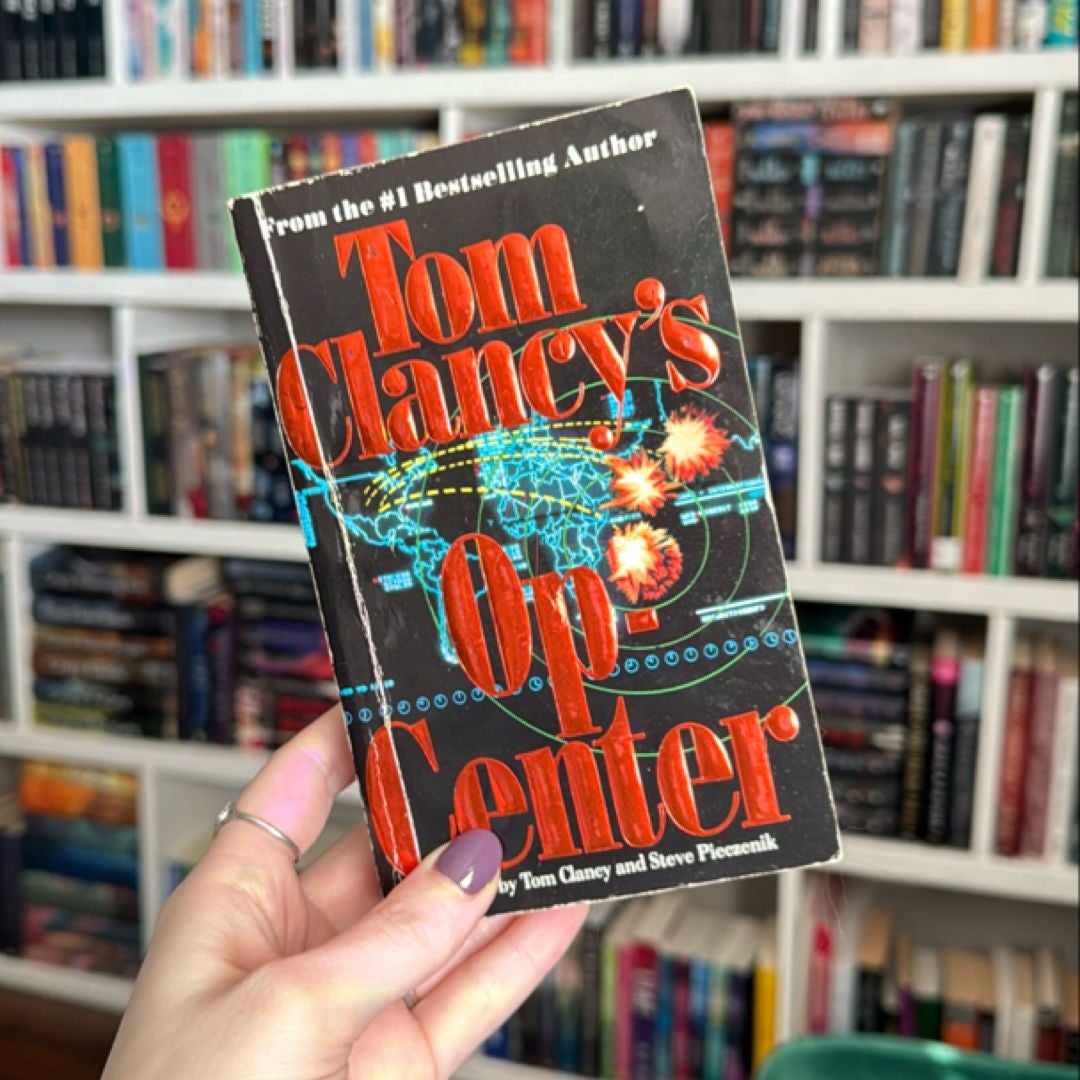 From the #1 Bestselling Author
Tom
Clancy's
Op-
Center
by Tom Clancy and Steve Pieczenik